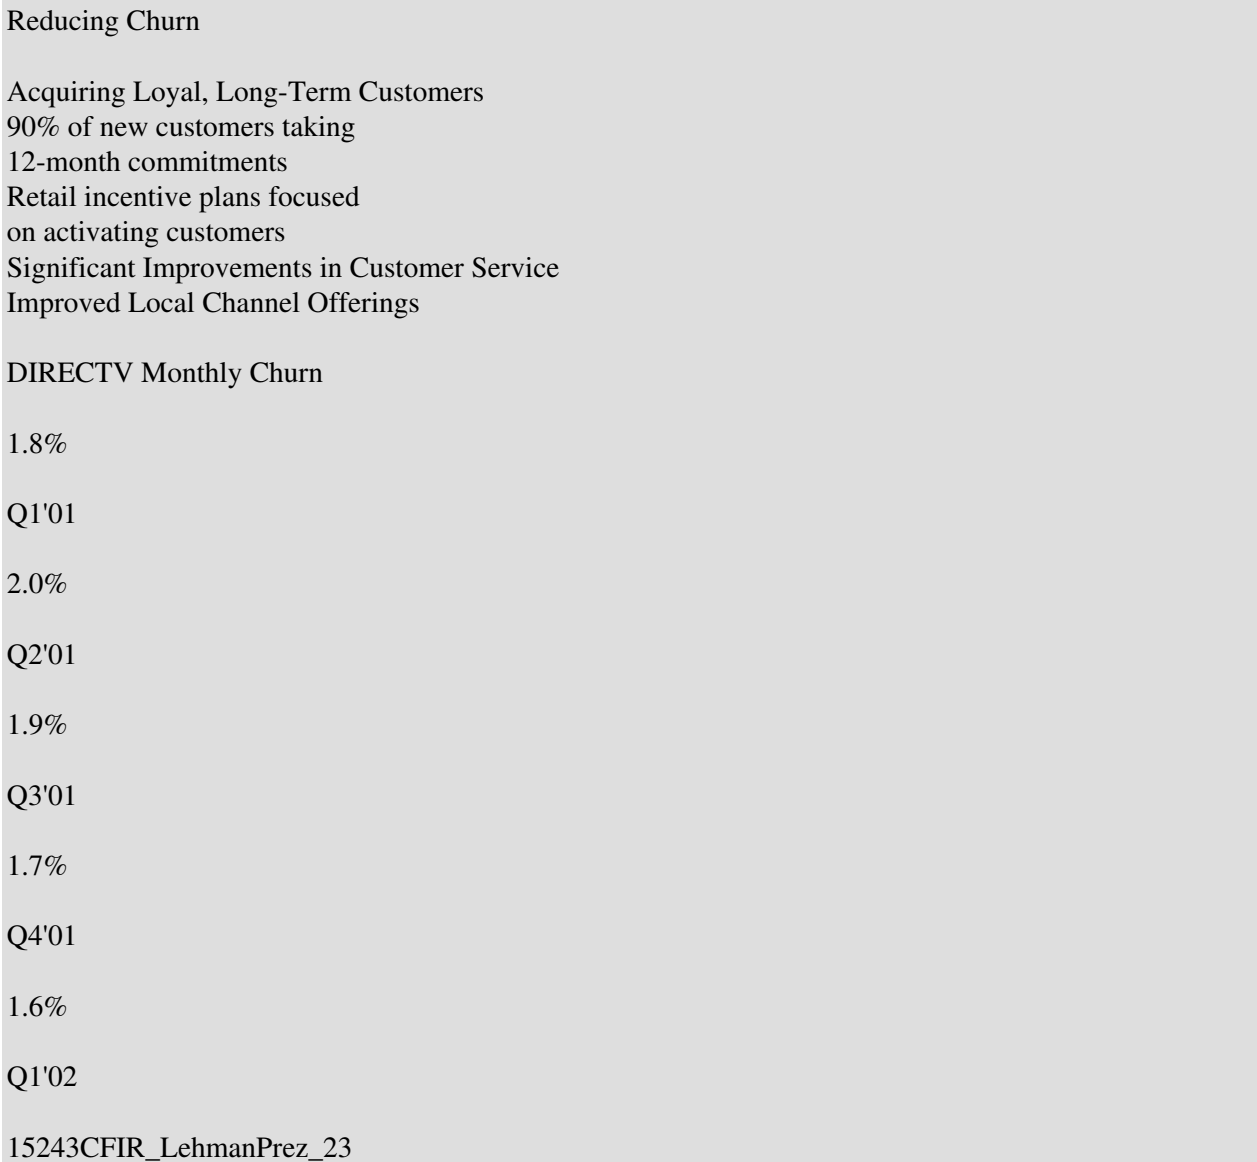 Reducing Churn
Acquiring Loyal, Long-Term Customers
90% of new customers taking
12-month commitments
Retail incentive plans focused
on activating customers
Significant Improvements in Customer Service
Improved Local Channel Offerings
DIRECTV Monthly Churn
1.8%
Q1'01
2.0%
Q2'01
1.9%
Q3'01
1.7%
Q4'01
1.6%
Q1'02
15243CFIR_LehmanPrez_23